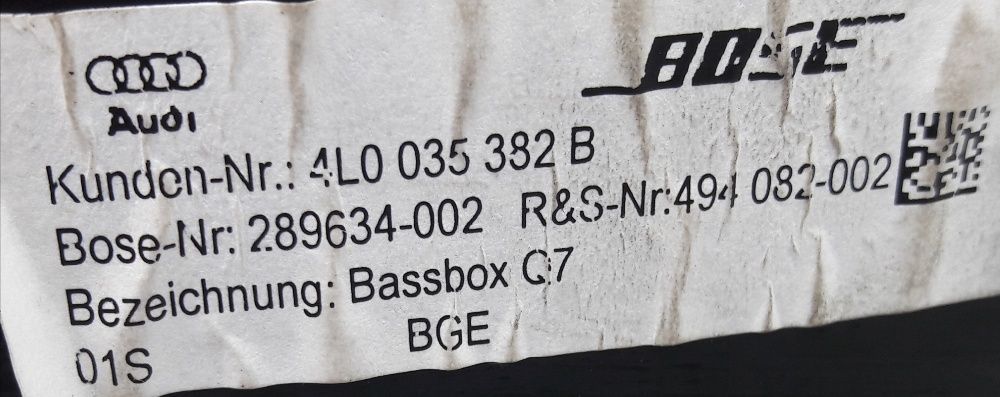 Audi
BOSE
Kunden-Nr.: 4L0 035 382 B
Bose-Nr: 289634-002 R&S-Nr:494 082-002
Bezeichnung: Bassbox Q7
01S BGE